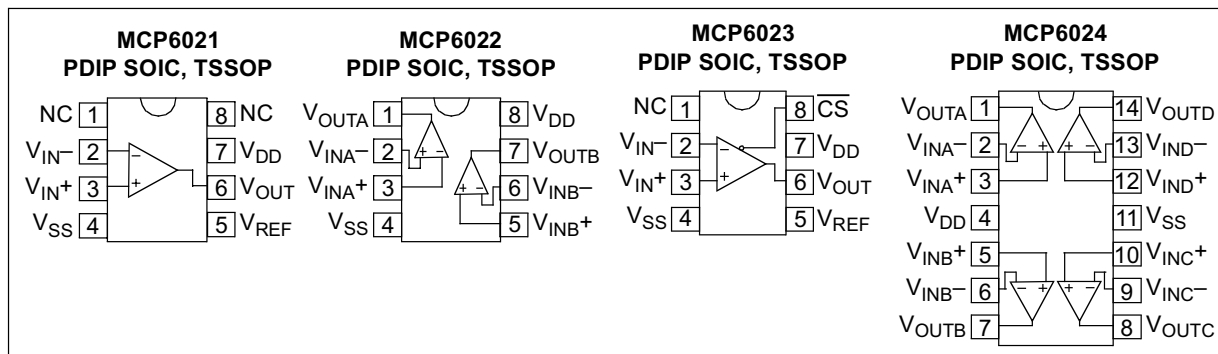 MCP6021
PDIP SOIC, TSSOP
NC 1 8 NC
VIN– 2 – 7 VDD
VIN+ 3 + 6 VOUT
VSS 4 5 VREF
MCP6022
PDIP SOIC, TSSOP
VOUTA 1 8 VDD
VINA– 2 + – 7 VOUTB
VINA+ 3 + – 6 VINB–
VSS 4 5 VINB+
MCP6023
PDIP SOIC, TSSOP
NC 1 8 CS
VIN– 2 – 7 VDD
VIN+ 3 + 6 VOUT
VSS 4 5 VREF
MCP6024
PDIP SOIC, TSSOP
VOUTA 1 14 VOUTD
VINA– 2 – + + – 13 VIND–
VINA+ 3 12 VIND+
VDD 4 11 VSS
VINB+ 5 10 VINC+
VINB– 6 – + + – 9 VINC–
VOUTB 7 8 VOUTC